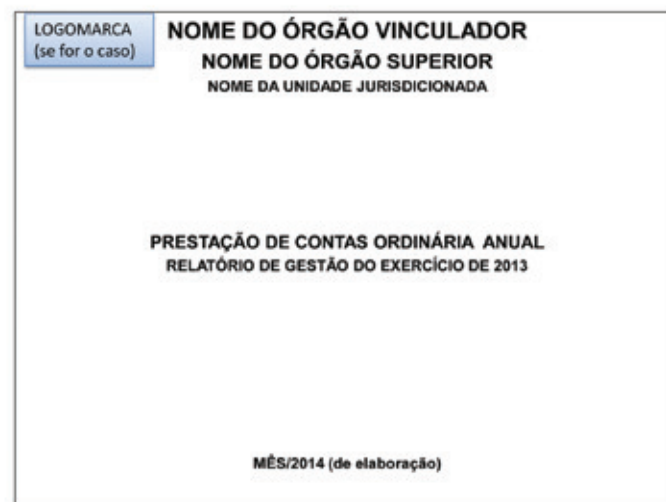 LOGOMARCA
(se for o caso)
NOME DO ÓRGÃO VINCULADOR
NOME DO ÓRGÃO SUPERIOR
NOME DA UNIDADE JURISDICIONADA
PRESTAÇÃO DE CONTAS ORDINÁRIA ANUAL
RELATÓRIO DE GESTÃO DO EXERCÍCIO DE 2013
MÊS/2014 (de elaboração)